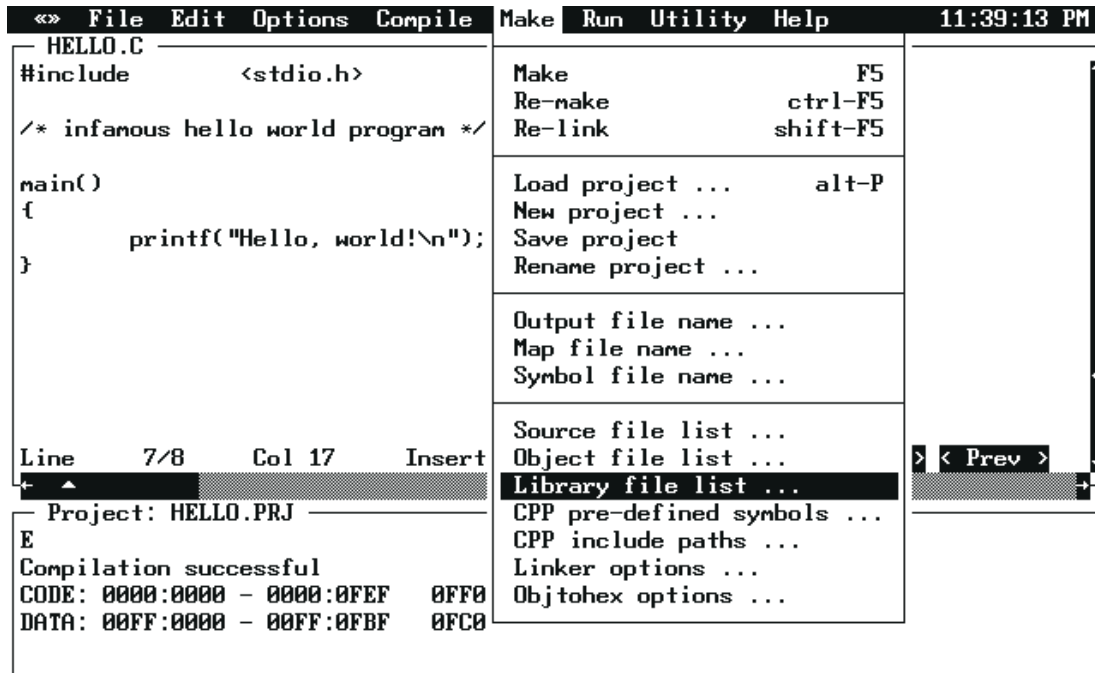 «» File Edit Options Compile Make Run Utility Help 11:39:13 PM
HELLO.C
#include <stdio.h>
/* infamous hello world program */
main()
{
printf("Hello, world!\n");
}
Line 7/8 Col 17 Insert
> < Prev >
Make F5
Re-make ctrl-F5
Re-link shift-F5
Load project ... alt-P
New project ...
Save project
Rename project ...
Output file name ...
Map file name ...
Symbol file name ...
Source file list ...
Object file list ...
Library file list ...
CPP pre-defined symbols ...
CPP include paths ...
Linker options ...
Objtohex options ...
Project: HELLO.PRJ
E
Compilation successful
CODE: 0000:0000 - 0000:0FEF 0FF0
DATA: 00FF:0000 - 00FF:0FBF 0FC0